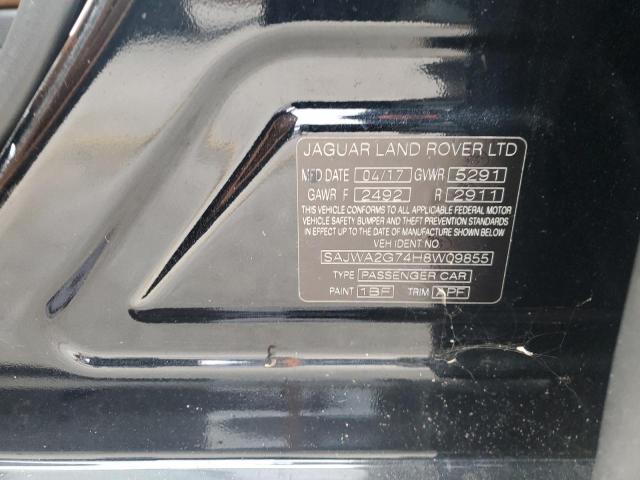 JAGUAR LAND ROVER LTD
MFD DATE 04/17 GVWR 5291
GAWR F 2492 R 2911
THIS VEHICLE CONFORMS TO ALL APPLICABLE FEDERAL MOTOR
VEHICLE SAFETY BUMPER AND THEFT PREVENTION STANDARDS
IN EFFECT UP TO THE DATE OF MANUFACTURE SHOWN ABOVE.
VEH IDENT NO
SAJWA2G74H8W09855
TYPE PASSENGER CAR
PAINT 1BF TRIM XPF